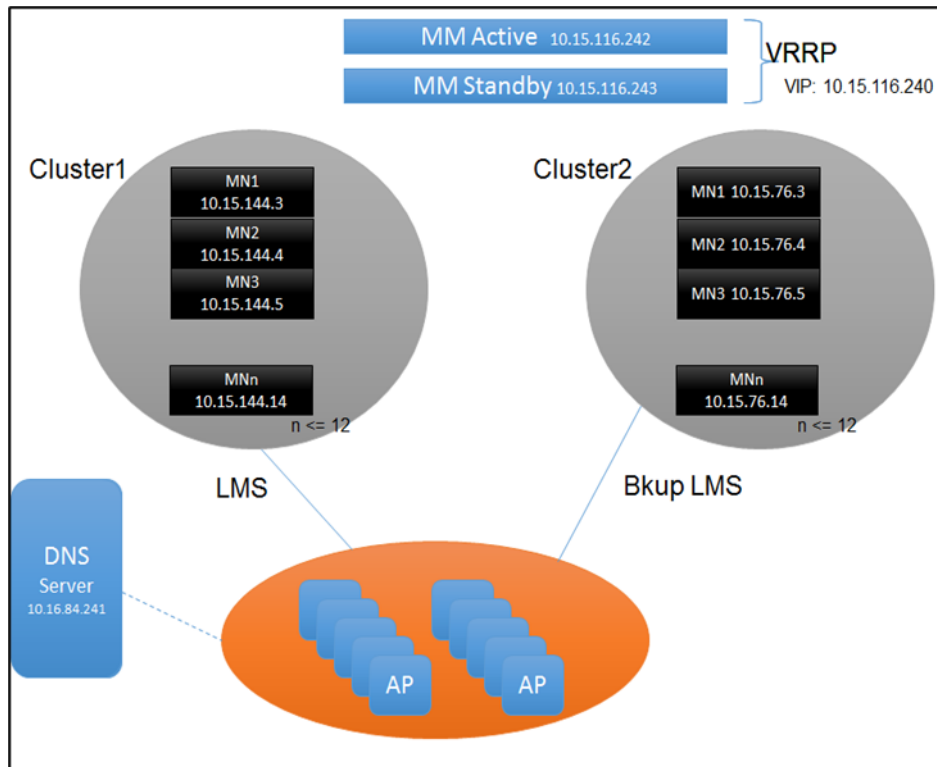 MM Active 10.15.116.242
VRRP
MM Standby 10.15.116.243
VIP: 10.15.116.240
Cluster1
MN1
10.15.144.3
MN2
10.15.144.4
MN3
10.15.144.5
MNn
10.15.144.14
n <= 12
Cluster2
MN1 10.15.76.3
MN2 10.15.76.4
MN3 10.15.76.5
MNn
10.15.76.14
n <= 12
LMS
Bkup LMS
DNS
Server
10.16.84.241
AP
AP